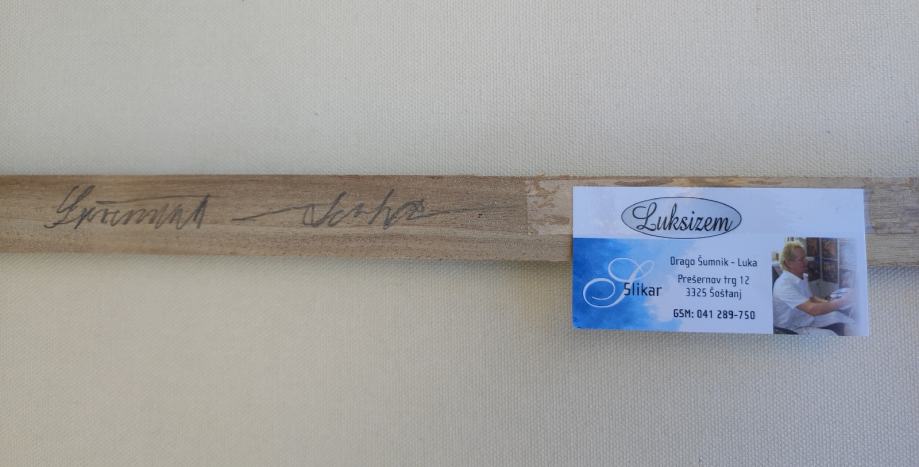 Luksizem
Slikar
Drago Šumnik - Luka
Prešernov trg 12
3325 Šoštanj
GSM: 041 289-750